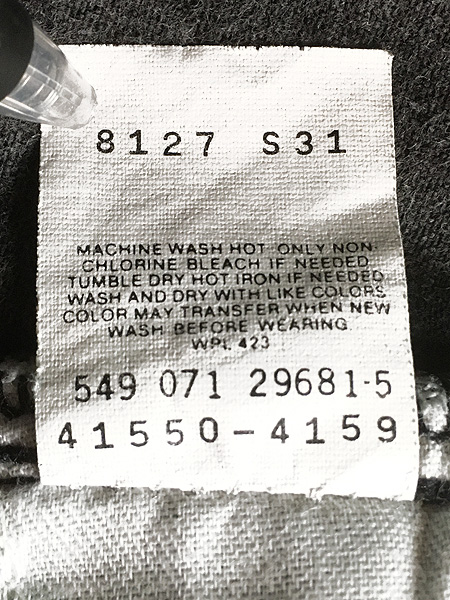 8127 S31
MACHINE WASH HOT ONLY NON-
CHLORINE BLEACH IF NEEDED
TUMBLE DRY HOT IRON IF NEEDED
WASH AND DRY WITH LIKE COLORS
COLOR MAY TRANSFER WHEN NEW
WASH BEFORE WEARING
WPL 423
549 071 29681-5
41550-4159